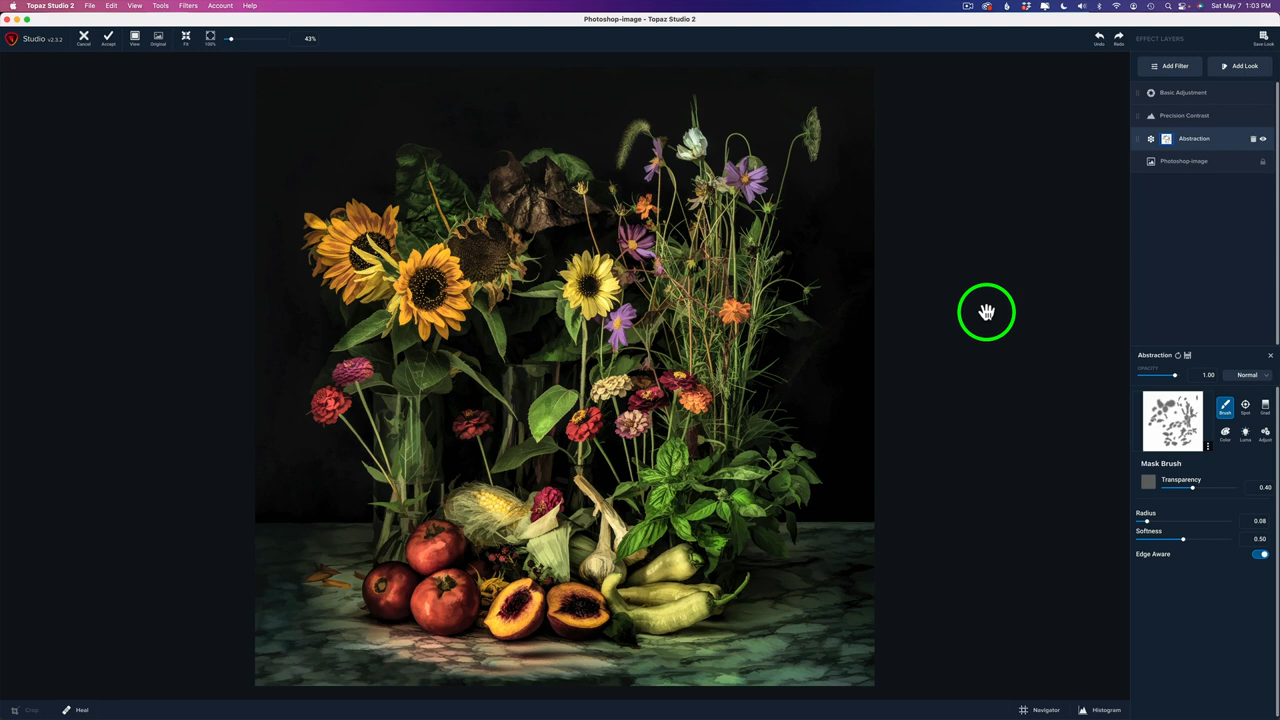 Topaz Studio 2 File Edit View Tools Filters Account Help Sat May 7 1:03 PM
Photoshop-image - Topaz Studio 2
Studio v2.3.2 Cancel Accept View Original Fit 100% 43% Undo Redo EFFECT LAYERS Save Look
Add Filter Add Look
Basic Adjustment
Precision Contrast
Abstraction
Photoshop-image
Abstraction
OPACITY 1.00 Normal
Brush Spot Grad
Color Luma Adjust
Mask Brush
Transparency
0.40
Radius
0.08
Softness
0.50
Edge Aware
Crop Heal Navigator Histogram